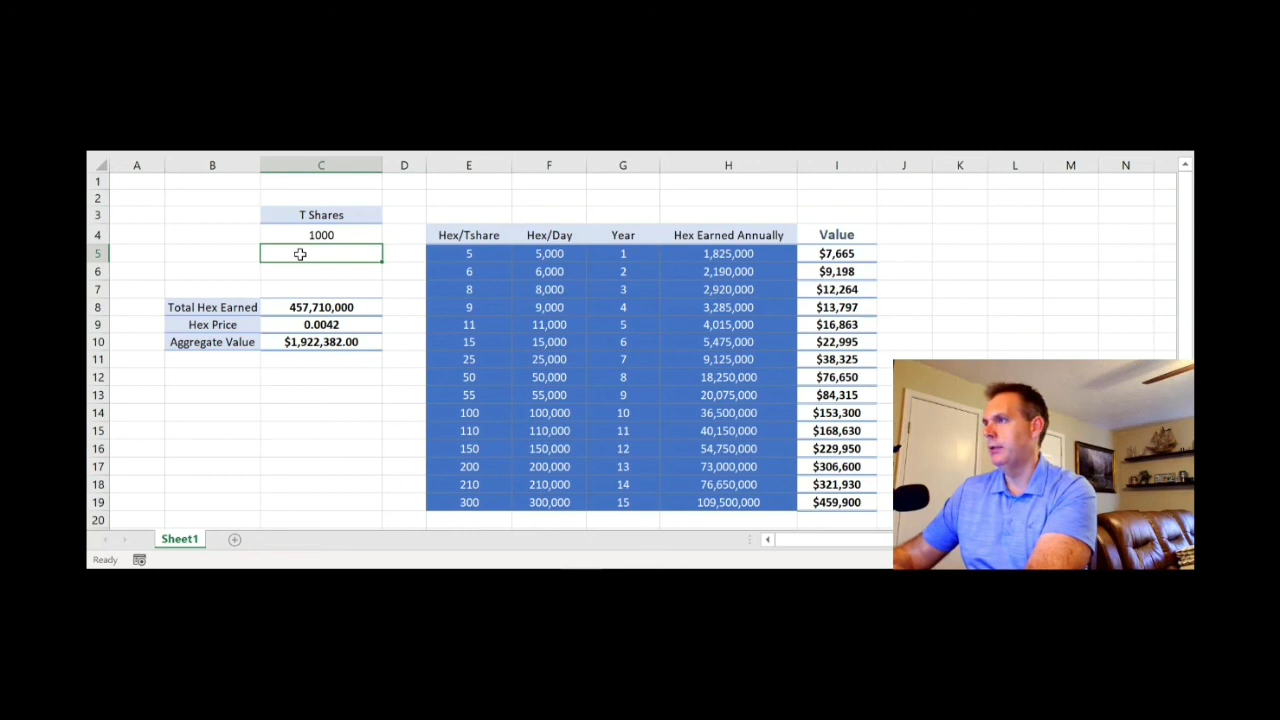 A B C D E F G H I J K L M N
1
2
3 T Shares
4 1000 Hex/Tshare Hex/Day Year Hex Earned Annually Value
5 5 5,000 1 1,825,000 $7,665
6 6 6,000 2 2,190,000 $9,198
7 8 8,000 3 2,920,000 $12,264
8 Total Hex Earned 457,710,000 9 9,000 4 3,285,000 $13,797
9 Hex Price 0.0042 11 11,000 5 4,015,000 $16,863
10 Aggregate Value $1,922,382.00 15 15,000 6 5,475,000 $22,995
11 25 25,000 7 9,125,000 $38,325
12 50 50,000 8 18,250,000 $76,650
13 55 55,000 9 20,075,000 $84,315
14 100 100,000 10 36,500,000 $153,300
15 110 110,000 11 40,150,000 $168,630
16 150 150,000 12 54,750,000 $229,950
17 200 200,000 13 73,000,000 $306,600
18 210 210,000 14 76,650,000 $321,930
19 300 300,000 15 109,500,000 $459,900
20
Sheet1
Ready